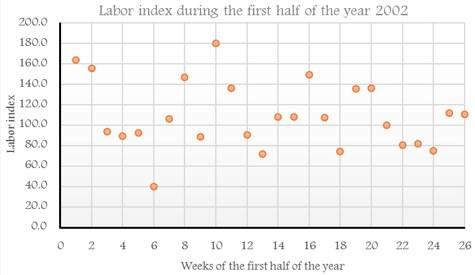 Labor index during the first half of the year 2002
200.0
180.0
160.0
140.0
120.0
100.0
80.0
60.0
40.0
20.0
0.0
Labor index
0 2 4 6 8 10 12 14 16 18 20 22 24 26
Weeks of the first half of the year